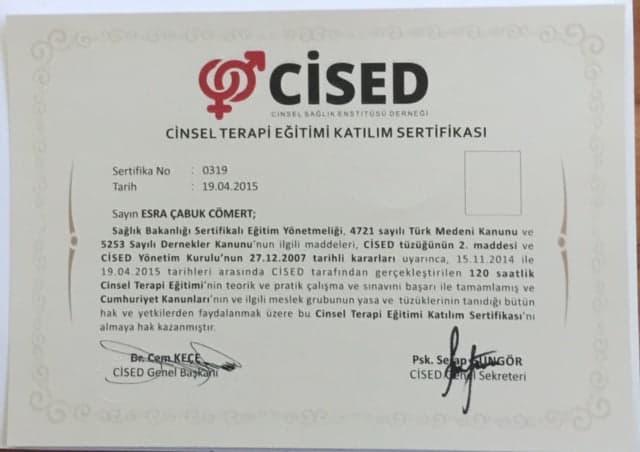 CİSED
CİNSEL SAĞLIK ENSTİTÜSÜ DERNEĞİ
CİNSEL TERAPİ EĞİTİMİ KATILIM SERTİFİKASI
Sertifika No : 0319
Tarih : 19.04.2015
Sayın ESRA ÇABUK CÖMERT;
Sağlık Bakanlığı Sertifikalı Eğitim Yönetmeliği, 4721 sayılı Türk Medeni Kanunu ve
5253 Sayılı Dernekler Kanunu'nun ilgili maddeleri, CİSED tüzüğünün 2. maddesi ve
CİSED Yönetim Kurulu'nun 27.12.2007 tarihli kararları uyarınca, 15.11.2014 ile
19.04.2015 tarihleri arasında CİSED tarafından gerçekleştirilen 120 saatlik
Cinsel Terapi Eğitimi'nin teorik ve pratik çalışma ve sınavını başarı ile tamamlamış ve
Cumhuriyet Kanunları'nın ve ilgili meslek grubunun yasa ve tüzüklerinin tanıdığı bütün
hak ve yetkilerden faydalanmak üzere bu Cinsel Terapi Eğitimi Katılım Sertifikası'nı
almaya hak kazanmıştır.
Dr. Cem KEÇE
CİSED Genel Başkanı
Psk. Serap GÜNGÖR
CİSED Genel Sekreteri